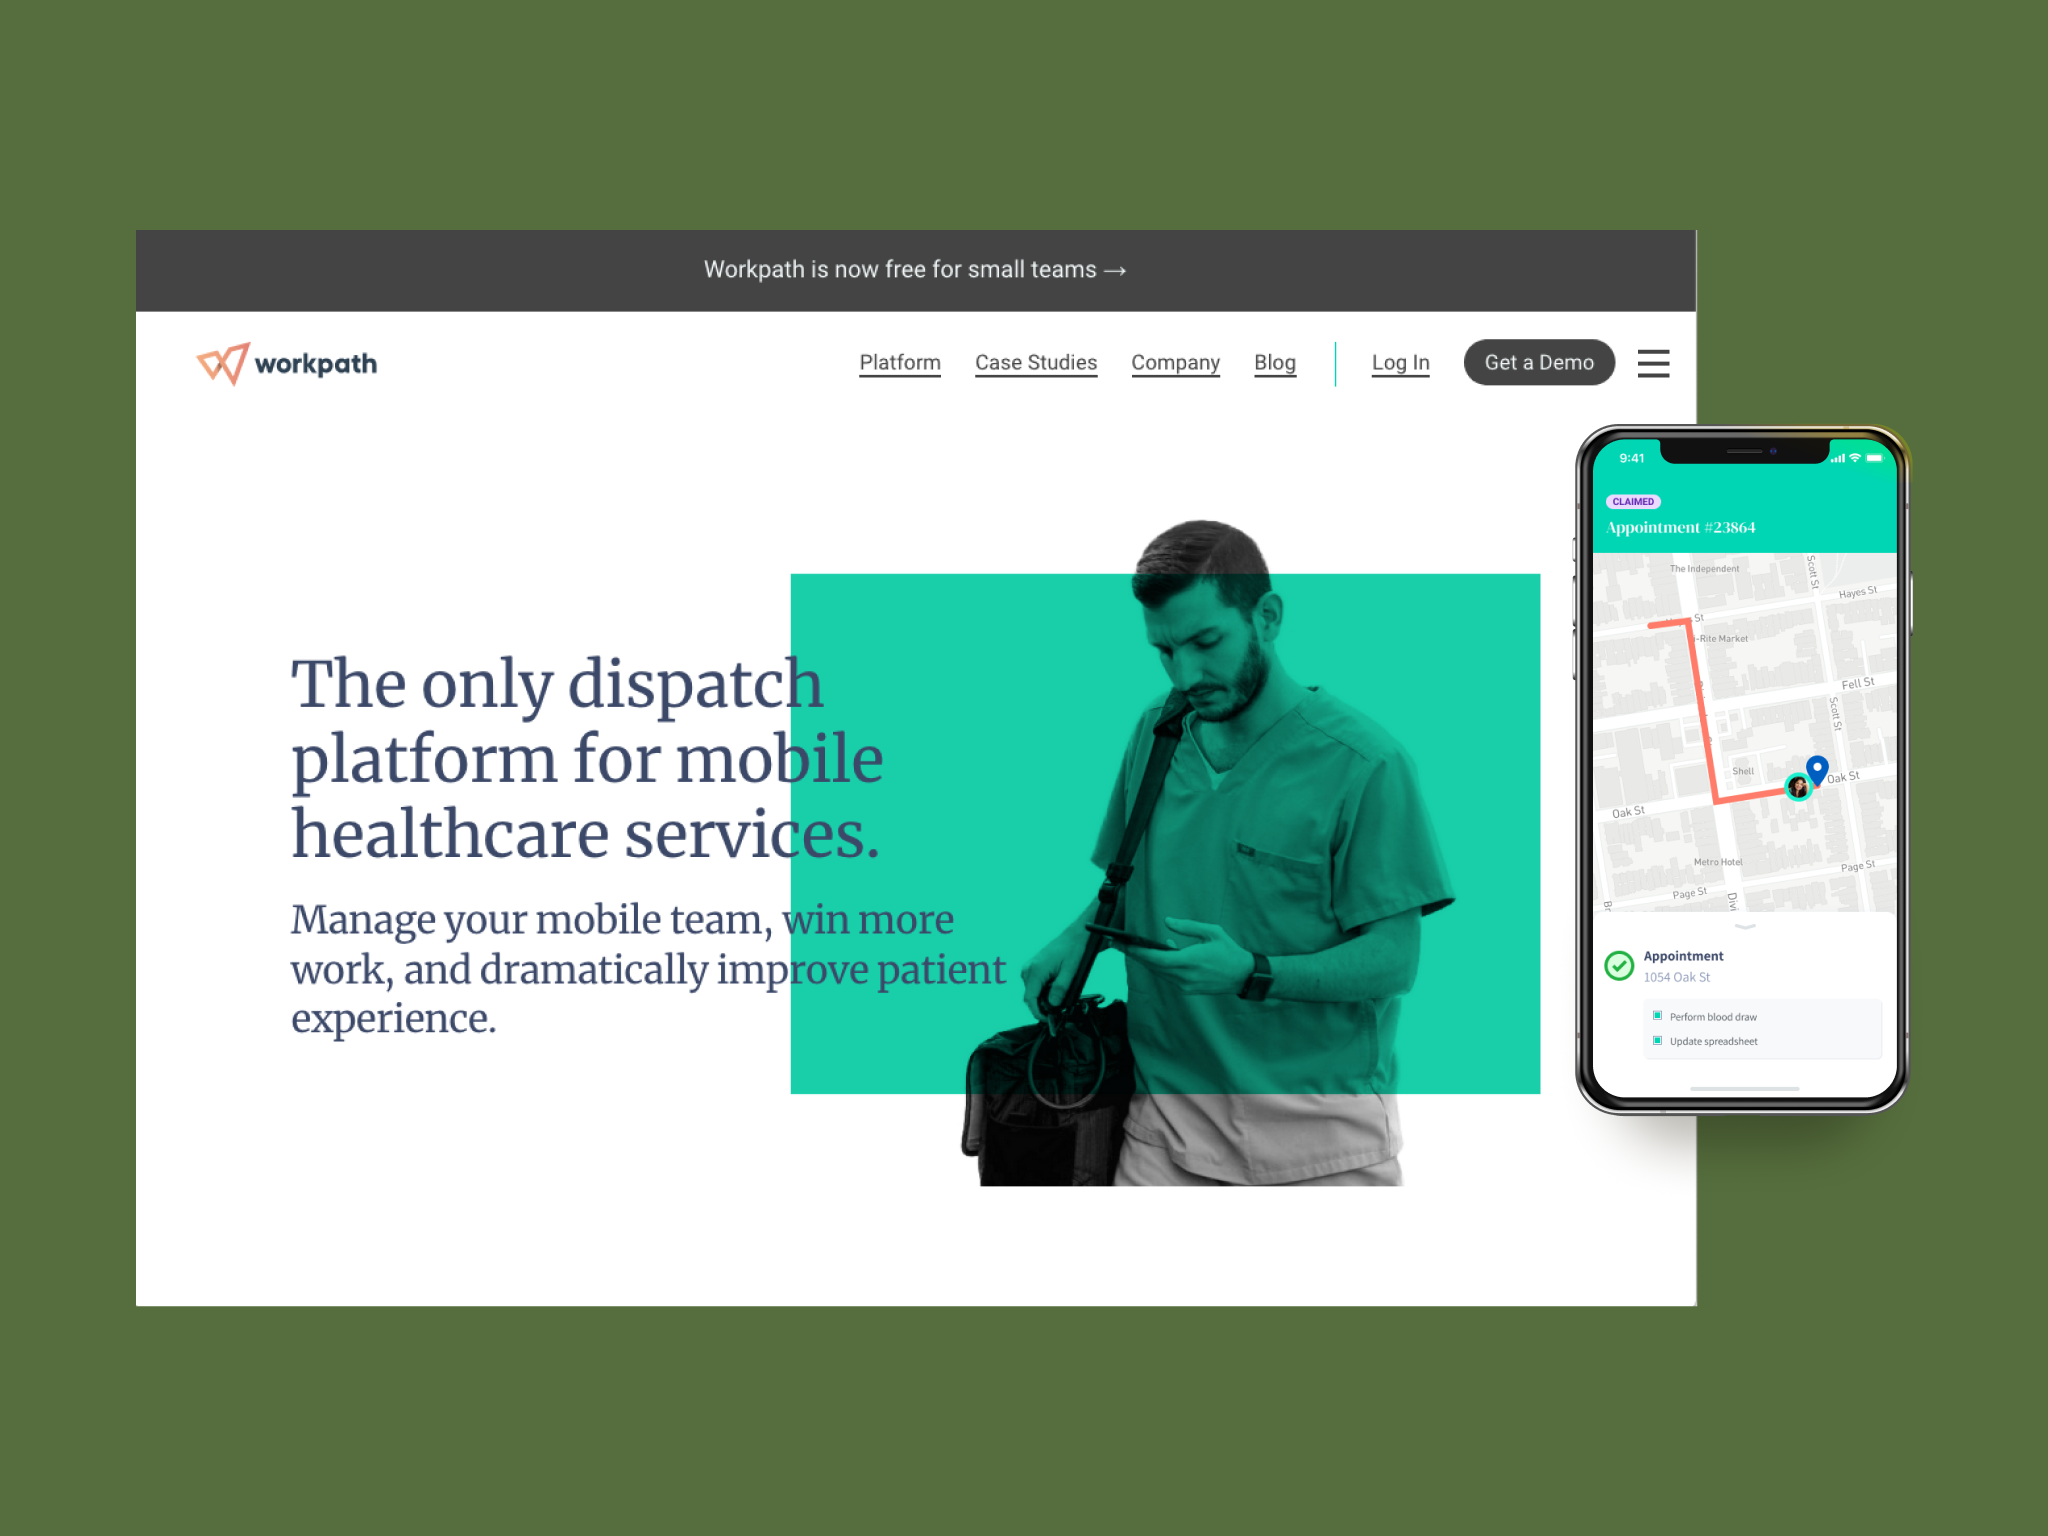 Workpath is now free for small teams →
workpath
Platform
Case Studies
Company
Blog
Log In
Get a Demo
The only dispatch
platform for mobile
healthcare services.
Manage your mobile team, win more
work, and dramatically improve patient
experience.
9:41
CLAIMED
Appointment #23864
The Independent
Scott St
Hayes St
St
-Rite Market
Fell St
Scott St
Shell
Oak St
Oak St
Metro Hotel
Page St
Page St
Divi
Br
Appointment
1054 Oak St
Perform blood draw
Update spreadsheet